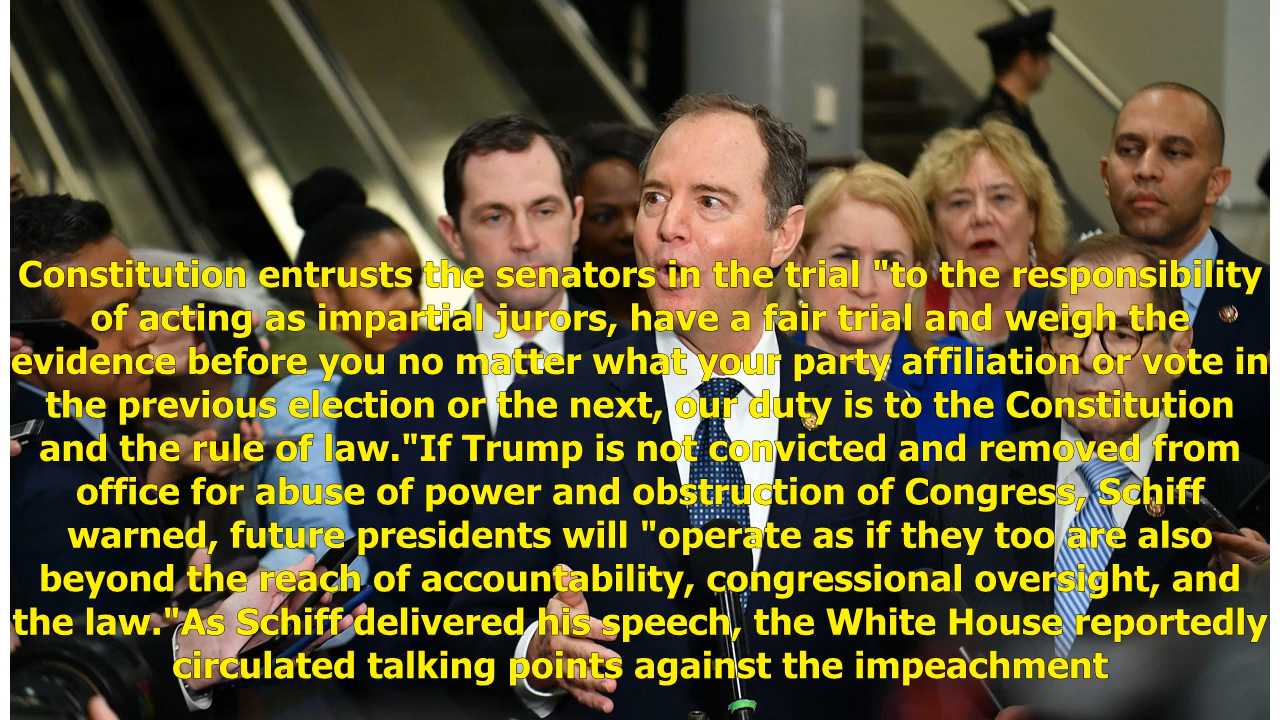 Constitution entrusts the senators in the trial "to the responsibility
of acting as impartial jurors, have a fair trial and weigh the
evidence before you no matter what your party affiliation or vote in
the previous election or the next, our duty is to the Constitution
and the rule of law."If Trump is not convicted and removed from
office for abuse of power and obstruction of Congress, Schiff
warned, future presidents will "operate as if they too are also
beyond the reach of accountability, congressional oversight, and
the law."As Schiff delivered his speech, the White House reportedly
circulated talking points against the impeachment